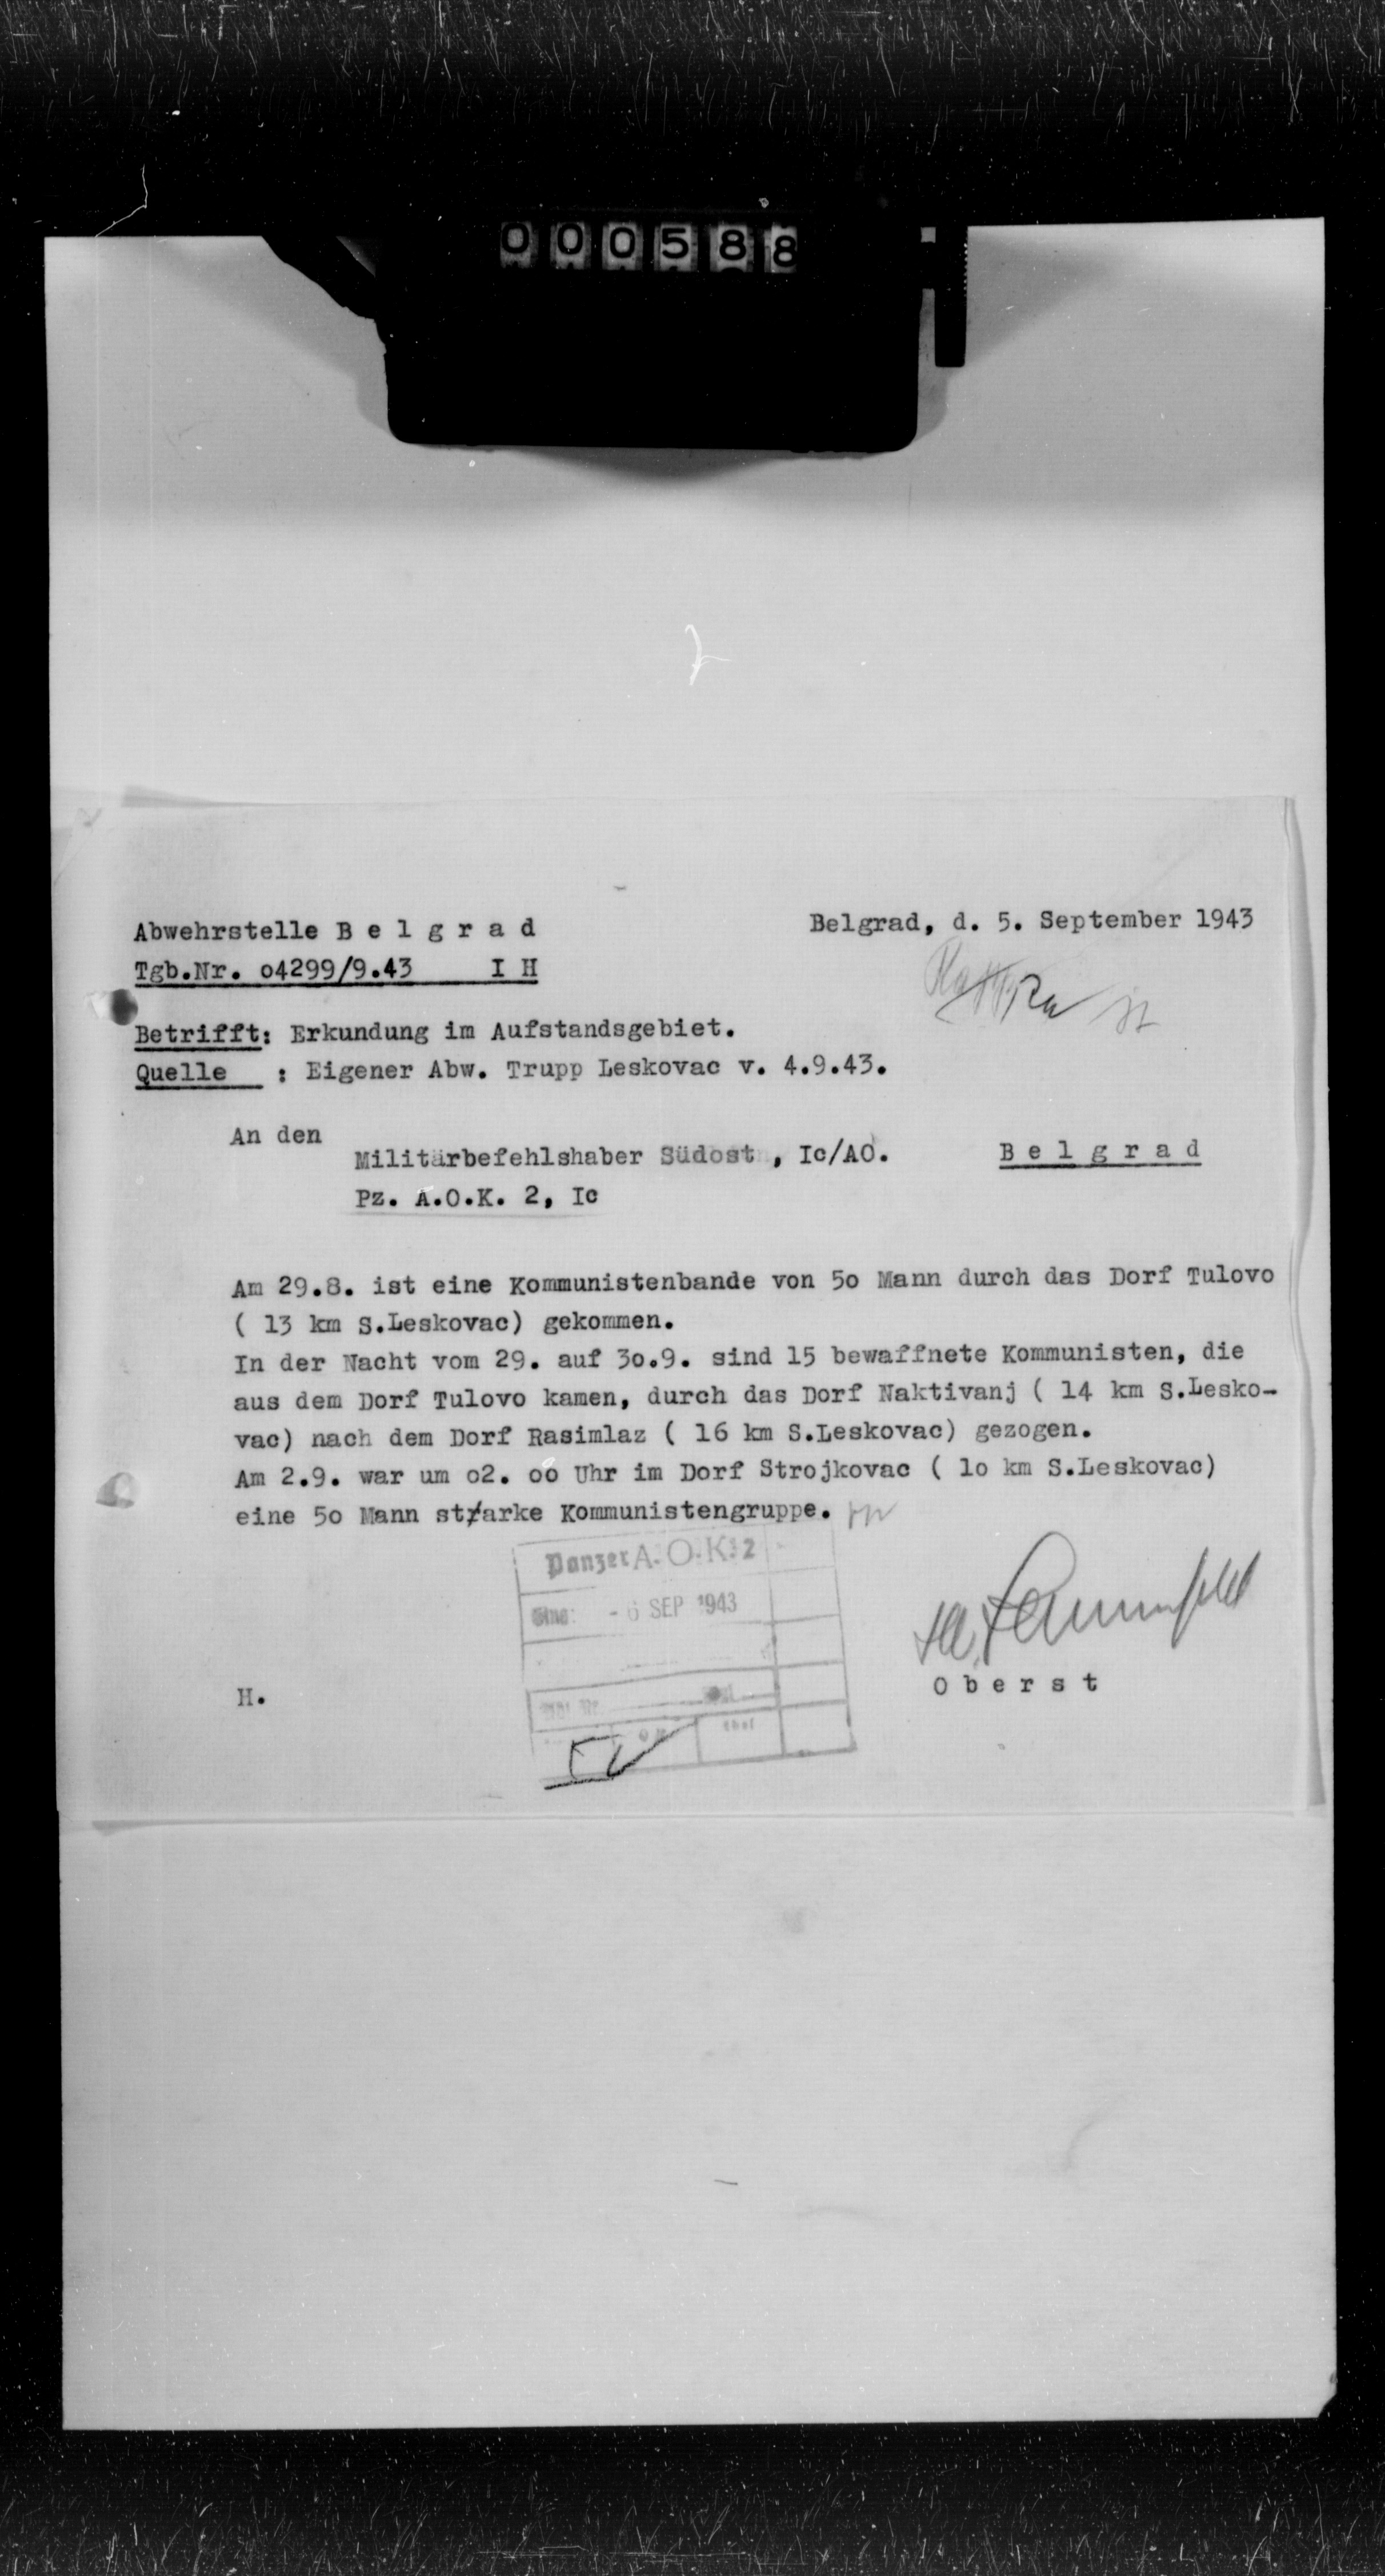 000588
Abwehrstelle B e l g r a d
Belgrad, d. 5. September 1943
Tgb.Nr. o4299/9.43 I H
Betrifft: Erkundung im Aufstandsgebiet.
Quelle : Eigener Abw. Trupp Leskovac v. 4.9.43.
An den
Militärbefehlshaber Südost , Ic/AO. B e l g r a d
Pz. A.O.K. 2, Ic
Am 29.8. ist eine Kommunistenbande von 5o Mann durch das Dorf Tulovo
( 13 km S.Leskovac) gekommen.
In der Nacht vom 29. auf 3o.9. sind 15 bewaffnete Kommunisten, die
aus dem Dorf Tulovo kamen, durch das Dorf Naktivanj ( 14 km S.Lesko-
vac) nach dem Dorf Rasimlaz ( 16 km S.Leskovac) gezogen.
Am 2.9. war um o2. oo Uhr im Dorf Strojkovac ( lo km S.Leskovac)
eine 5o Mann starke Kommunistengruppe.
Panzer A.O.K. 2
- 6 SEP 1943
O b e r s t
H.